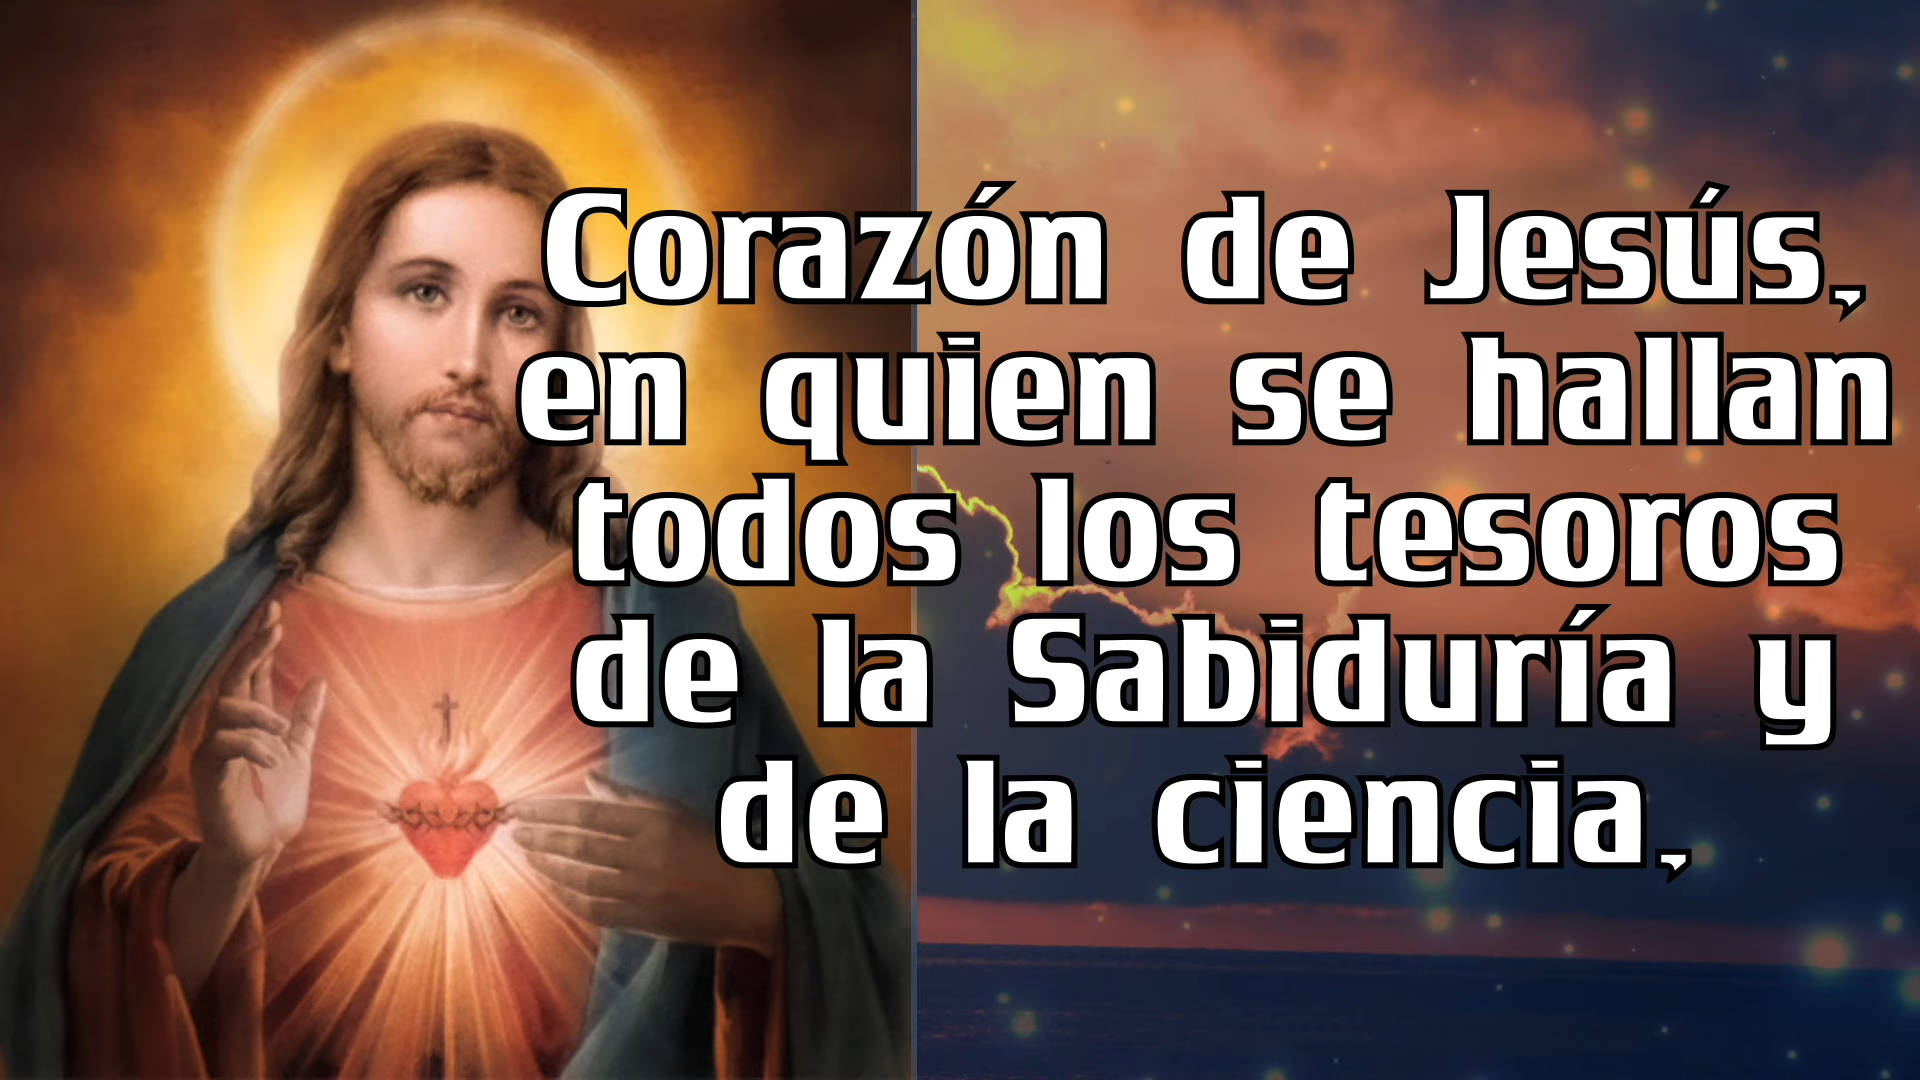 Corazón de Jesús,
en quien se hallan
todos los tesoros
de la Sabiduría y
de la ciencia,